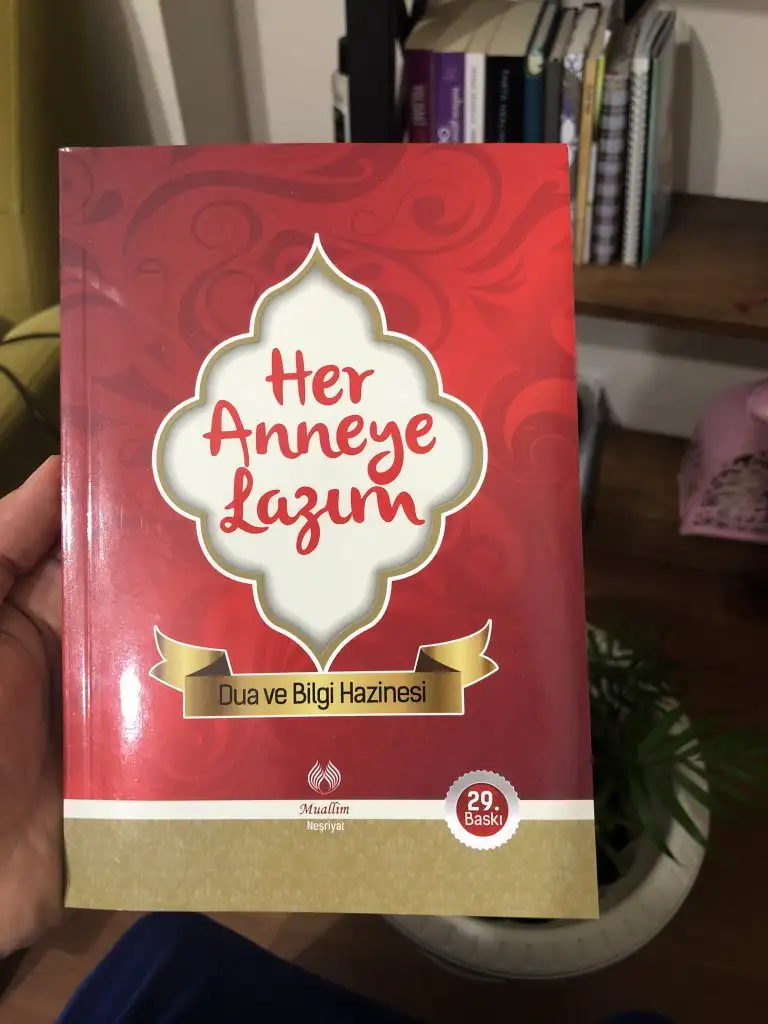 Her
Anneye
Lazım
Dua ve Bilgi Hazinesi
Muallim
Neşriyat
29.
Baskı